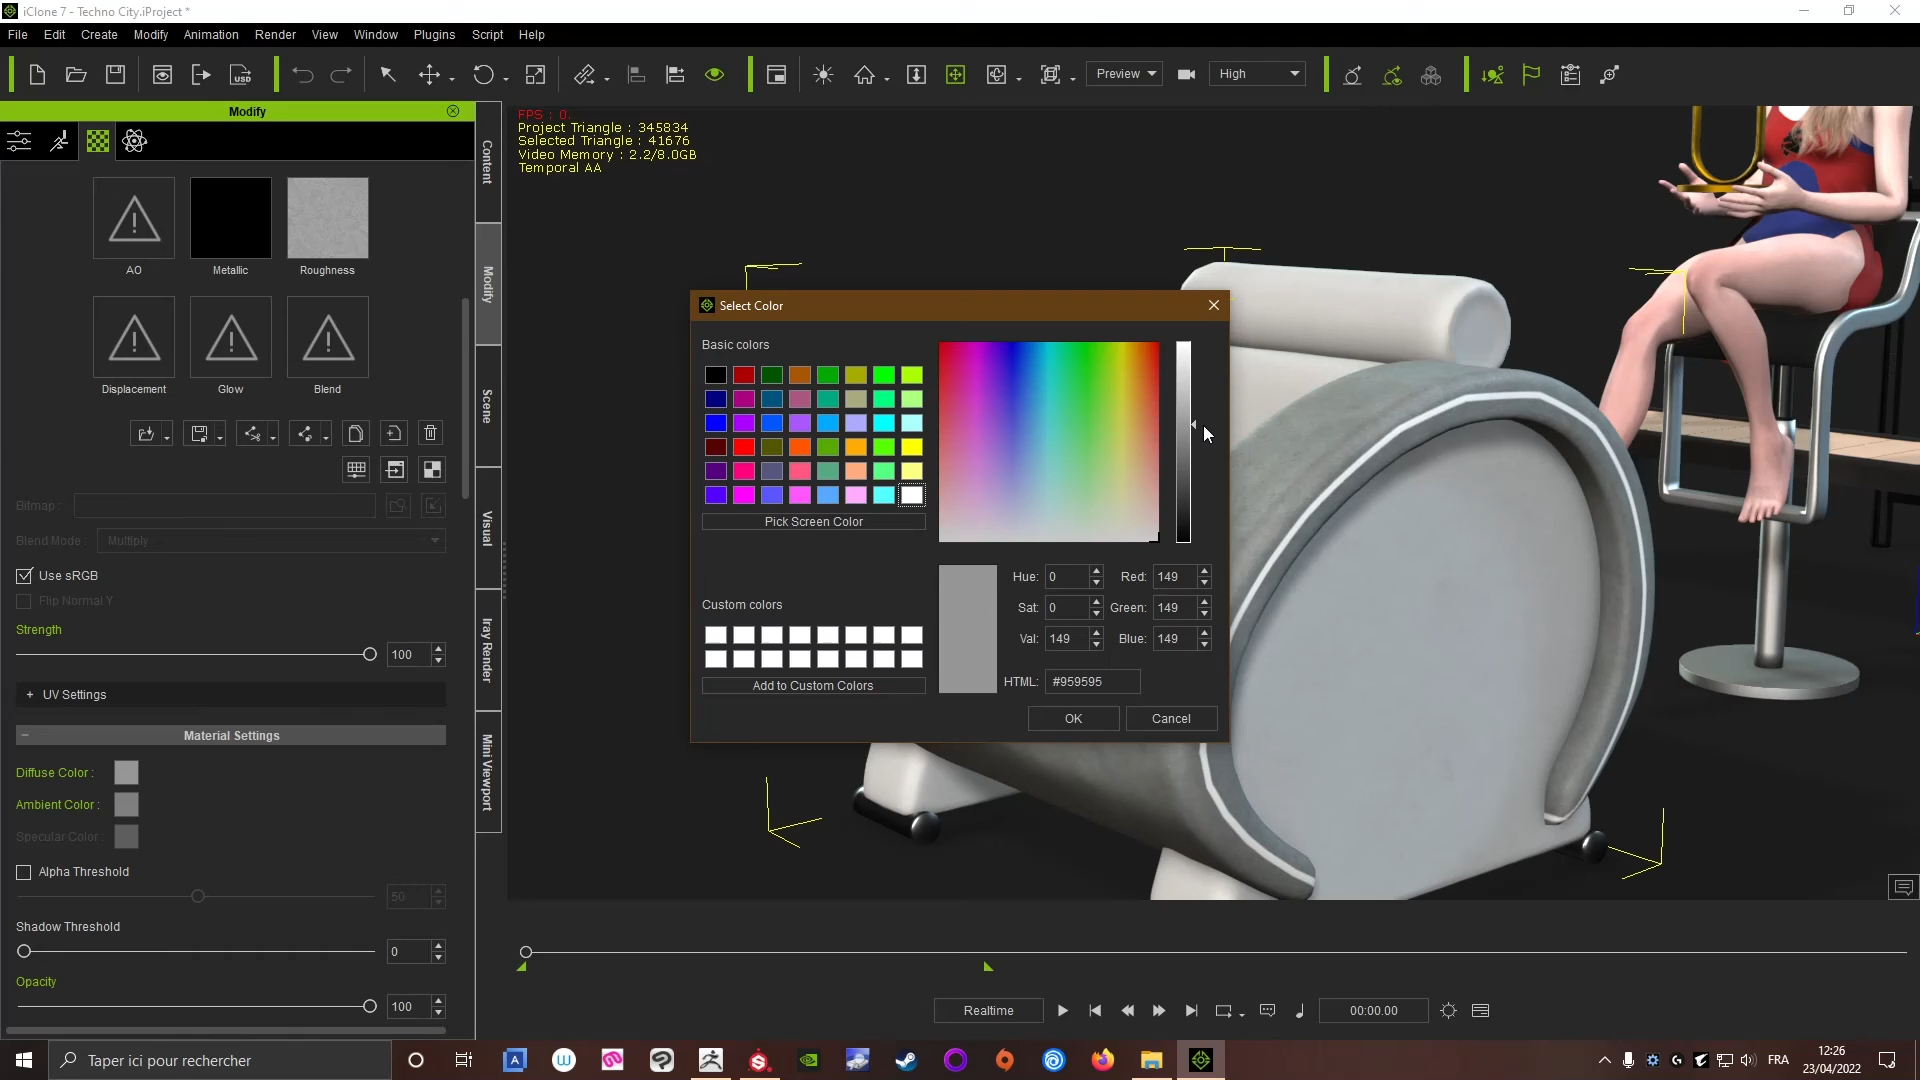 iClone 7 - Techno City.iProject *
File Edit Create Modify Animation Render View Window Plugins Script Help
USD
Preview
High
Modify
FPS : 0.
Project Triangle : 345834
Selected Triangle : 41676
Video Memory : 2.2/8.0GB
Temporal AA
Content
Modify
Scene
Visual
Iray Render
Mini Viewport
AO Metallic Roughness
Displacement Glow Blend
Bitmap :
Blend Mode : Multiply
Use sRGB
Flip Normal Y
Strength
100
+ UV Settings
Material Settings
Diffuse Color :
Ambient Color :
Specular Color :
Alpha Threshold
50
Shadow Threshold
0
Opacity
100
Select Color
Basic colors
Pick Screen Color
Custom colors
Add to Custom Colors
Hue: 0 Red: 149
Sat: 0 Green: 149
Val: 149 Blue: 149
HTML: #959595
OK Cancel
Realtime
00:00.00
Taper ici pour rechercher
FRA
12:26
23/04/2022